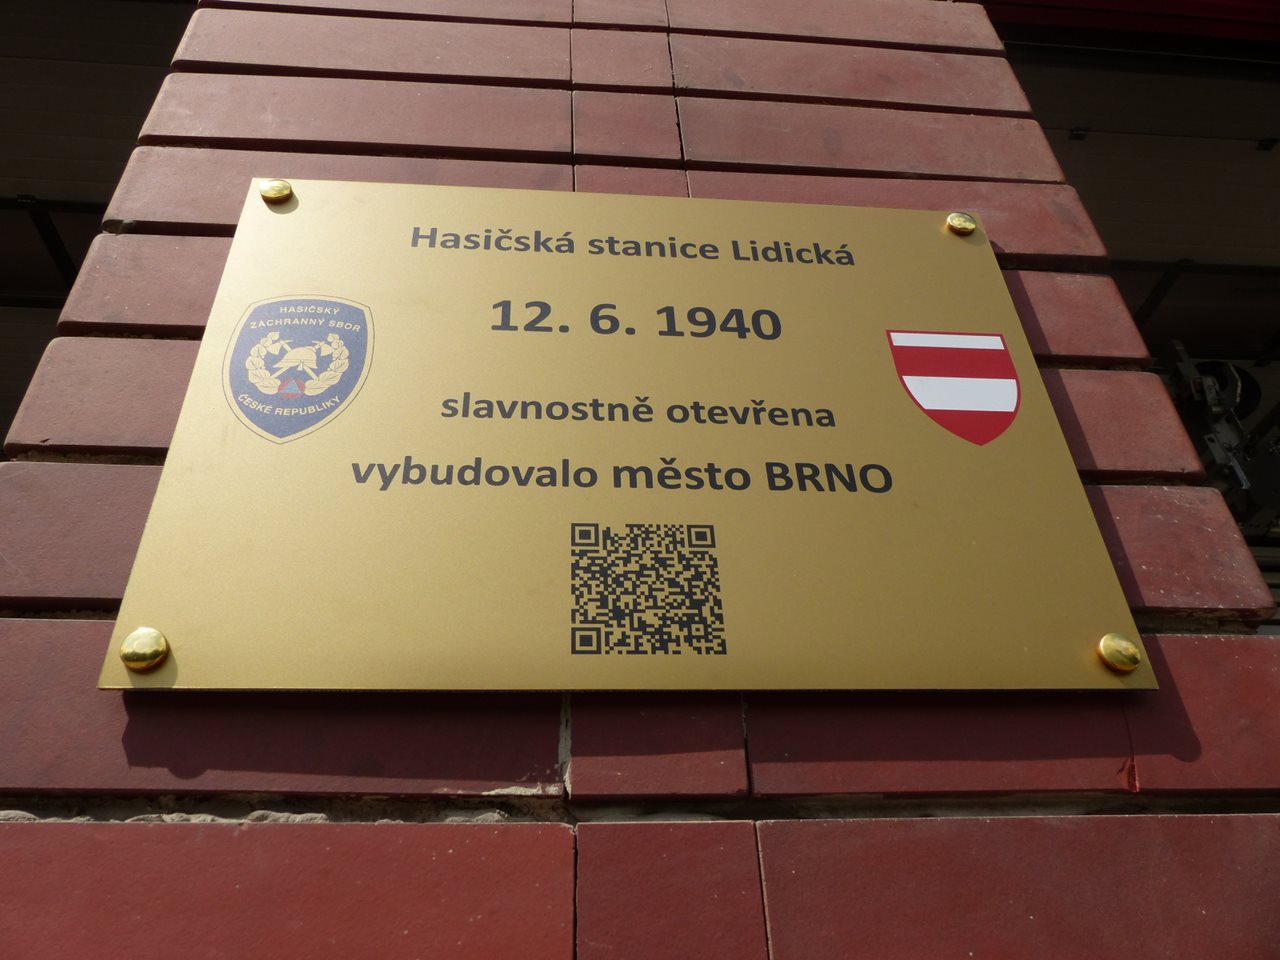 Hasičská stanice Lidická
12. 6. 1940
HASIČSKÝ
ZÁCHRANNÝ SBOR
ČESKÉ REPUBLIKY
slavnostně otevřena
vybudovalo město BRNO